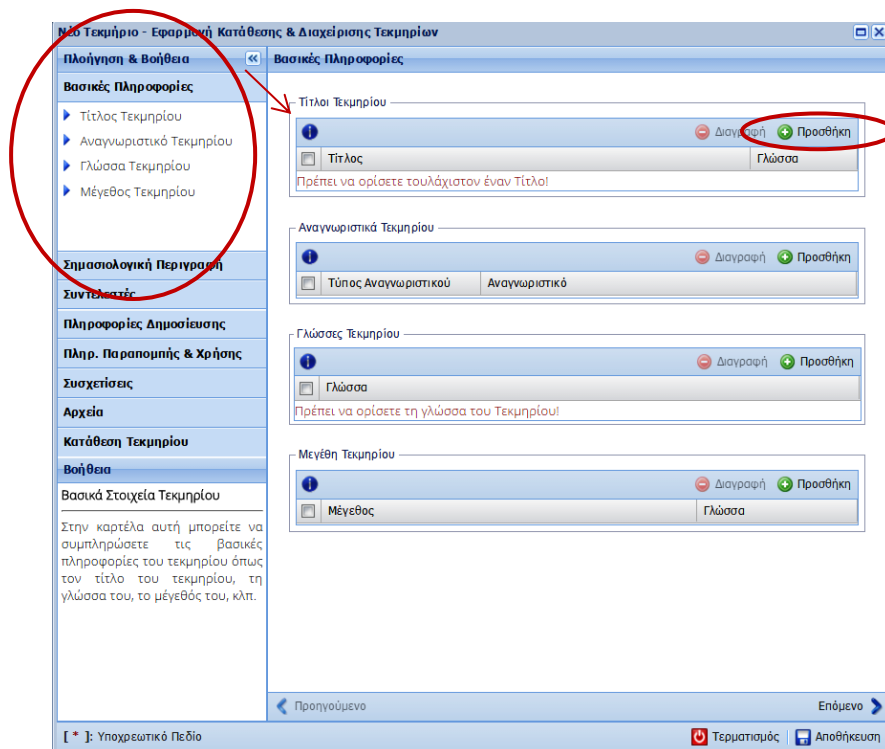 Νέο Τεκμήριο - Εφαρμογή Κατάθεσης & Διαχείρισης Τεκμηρίων
Πλοήγηση & Βοήθεια
Βασικές Πληροφορίες
Τίτλος Τεκμηρίου
Αναγνωριστικό Τεκμηρίου
Γλώσσα Τεκμηρίου
Μέγεθος Τεκμηρίου
Σημασιολογική Περιγραφή
Συντελεστές
Πληροφορίες Δημοσίευσης
Πληρ. Παραπομπής & Χρήσης
Συσχετίσεις
Αρχεία
Κατάθεση Τεκμηρίου
Βοήθεια
Βασικά Στοιχεία Τεκμηρίου
Στην καρτέλα αυτή μπορείτε να
συμπληρώσετε τις βασικές
πληροφορίες του τεκμηρίου όπως
τον τίτλο του τεκμηρίου, τη
γλώσσα του, το μέγεθός του, κλπ.
Βασικές Πληροφορίες
Τίτλοι Τεκμηρίου
Διαγραφή Προσθήκη
Τίτλος Γλώσσα
Πρέπει να ορίσετε τουλάχιστον έναν Τίτλο!
Αναγνωριστικά Τεκμηρίου
Διαγραφή Προσθήκη
Τύπος Αναγνωριστικού Αναγνωριστικό
Γλώσσες Τεκμηρίου
Διαγραφή Προσθήκη
Γλώσσα
Πρέπει να ορίσετε τη γλώσσα του Τεκμηρίου!
Μεγέθη Τεκμηρίου
Διαγραφή Προσθήκη
Μέγεθος Γλώσσα
Προηγούμενο Επόμενο
[ * ]: Υποχρεωτικό Πεδίο Τερματισμός Αποθήκευση